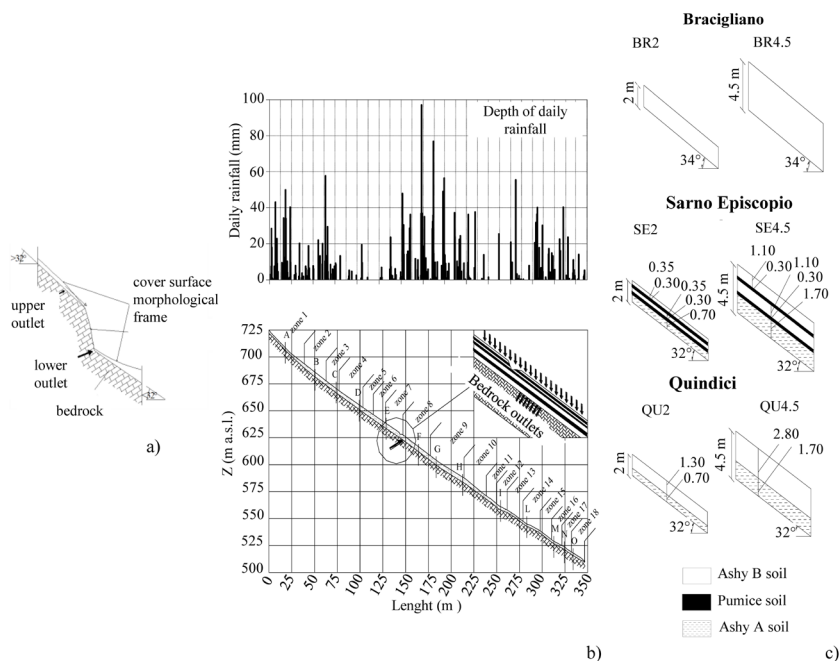 32°
upper
outlet
lower
outlet
bedrock
cover surface
morphological
frame
32°
a)
Depth of daily
rainfall
Daily rainfall (mm)
100
80
60
40
20
0
Z (m a.s.l.)
725
700
675
650
625
600
575
550
525
500
A
zone 1
zone 2
B
zone 3
C
zone 4
D
zone 5
zone 6
E
zone 7
zone 8
F
G
zone 9
H
zone 10
zone 11
zone 12
I
zone 13
L
zone 14
zone 15
M
zone 16
N
zone 17
O
zone 18
Bedrock outlets
0
25
50
75
100
125
150
175
200
225
250
275
300
325
350
Lenght (m )
b)
Bracigliano
BR2
BR4.5
2 m
4.5 m
34°
34°
Sarno Episcopio
SE2
SE4.5
2 m
0.35
0.30
0.35
0.30
0.70
32°
4.5 m
1.10
0.30
1.10
0.30
1.70
32°
Quindici
QU2
QU4.5
2 m
1.30
0.70
32°
4.5 m
2.80
1.70
32°
Ashy B soil
Pumice soil
Ashy A soil
c)